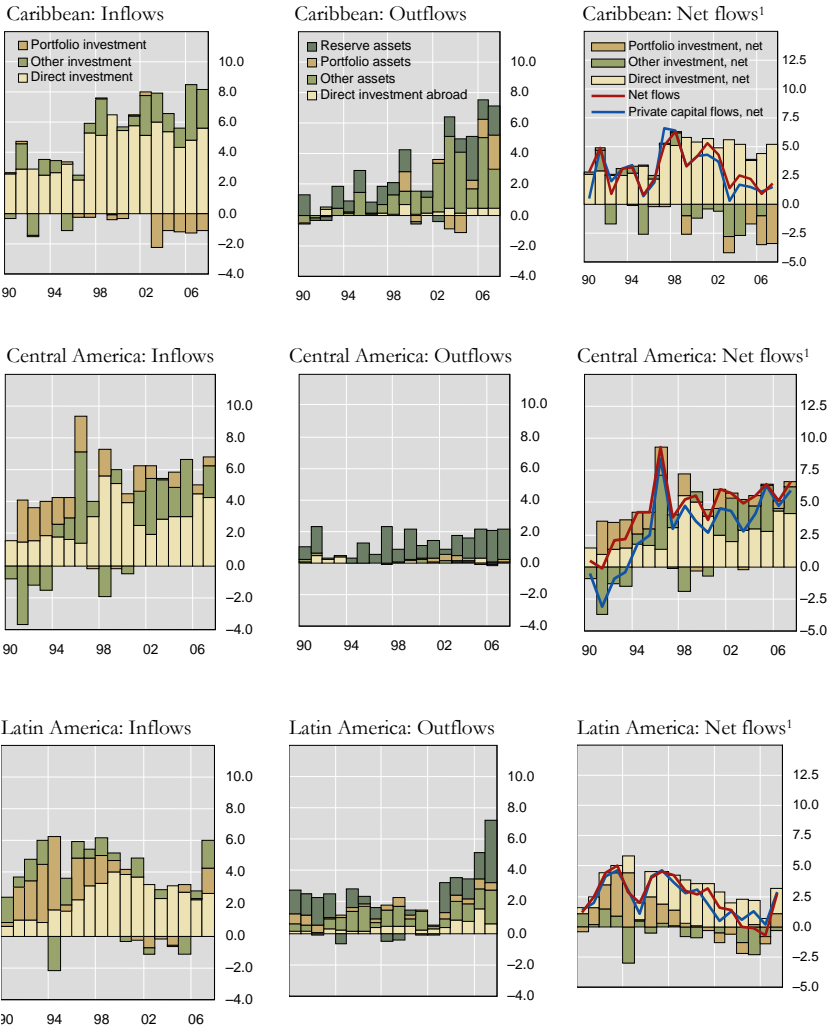 Caribbean: Inflows
Portfolio investment
Other investment
Direct investment
10.0
8.0
6.0
4.0
2.0
0.0
–2.0
–4.0
90 94 98 02 06
Caribbean: Outflows
Reserve assets
Portfolio assets
Other assets
Direct investment abroad
10.0
8.0
6.0
4.0
2.0
0.0
–2.0
–4.0
90 94 98 02 06
Caribbean: Net flows¹
Portfolio investment, net
Other investment, net
Direct investment, net
Net flows
Private capital flows, net
12.5
10.0
7.5
5.0
2.5
0.0
–2.5
–5.0
90 94 98 02 06
Central America: Inflows
10.0
8.0
6.0
4.0
2.0
0.0
–2.0
–4.0
90 94 98 02 06
Central America: Outflows
10.0
8.0
6.0
4.0
2.0
0.0
–2.0
–4.0
90 94 98 02 06
Central America: Net flows¹
12.5
10.0
7.5
5.0
2.5
0.0
–2.5
–5.0
90 94 98 02 06
Latin America: Inflows
10.0
8.0
6.0
4.0
2.0
0.0
–2.0
–4.0
90 94 98 02 06
Latin America: Outflows
10.0
8.0
6.0
4.0
2.0
0.0
–2.0
–4.0
90 94 98 02 06
Latin America: Net flows¹
12.5
10.0
7.5
5.0
2.5
0.0
–2.5
–5.0
90 94 98 02 06